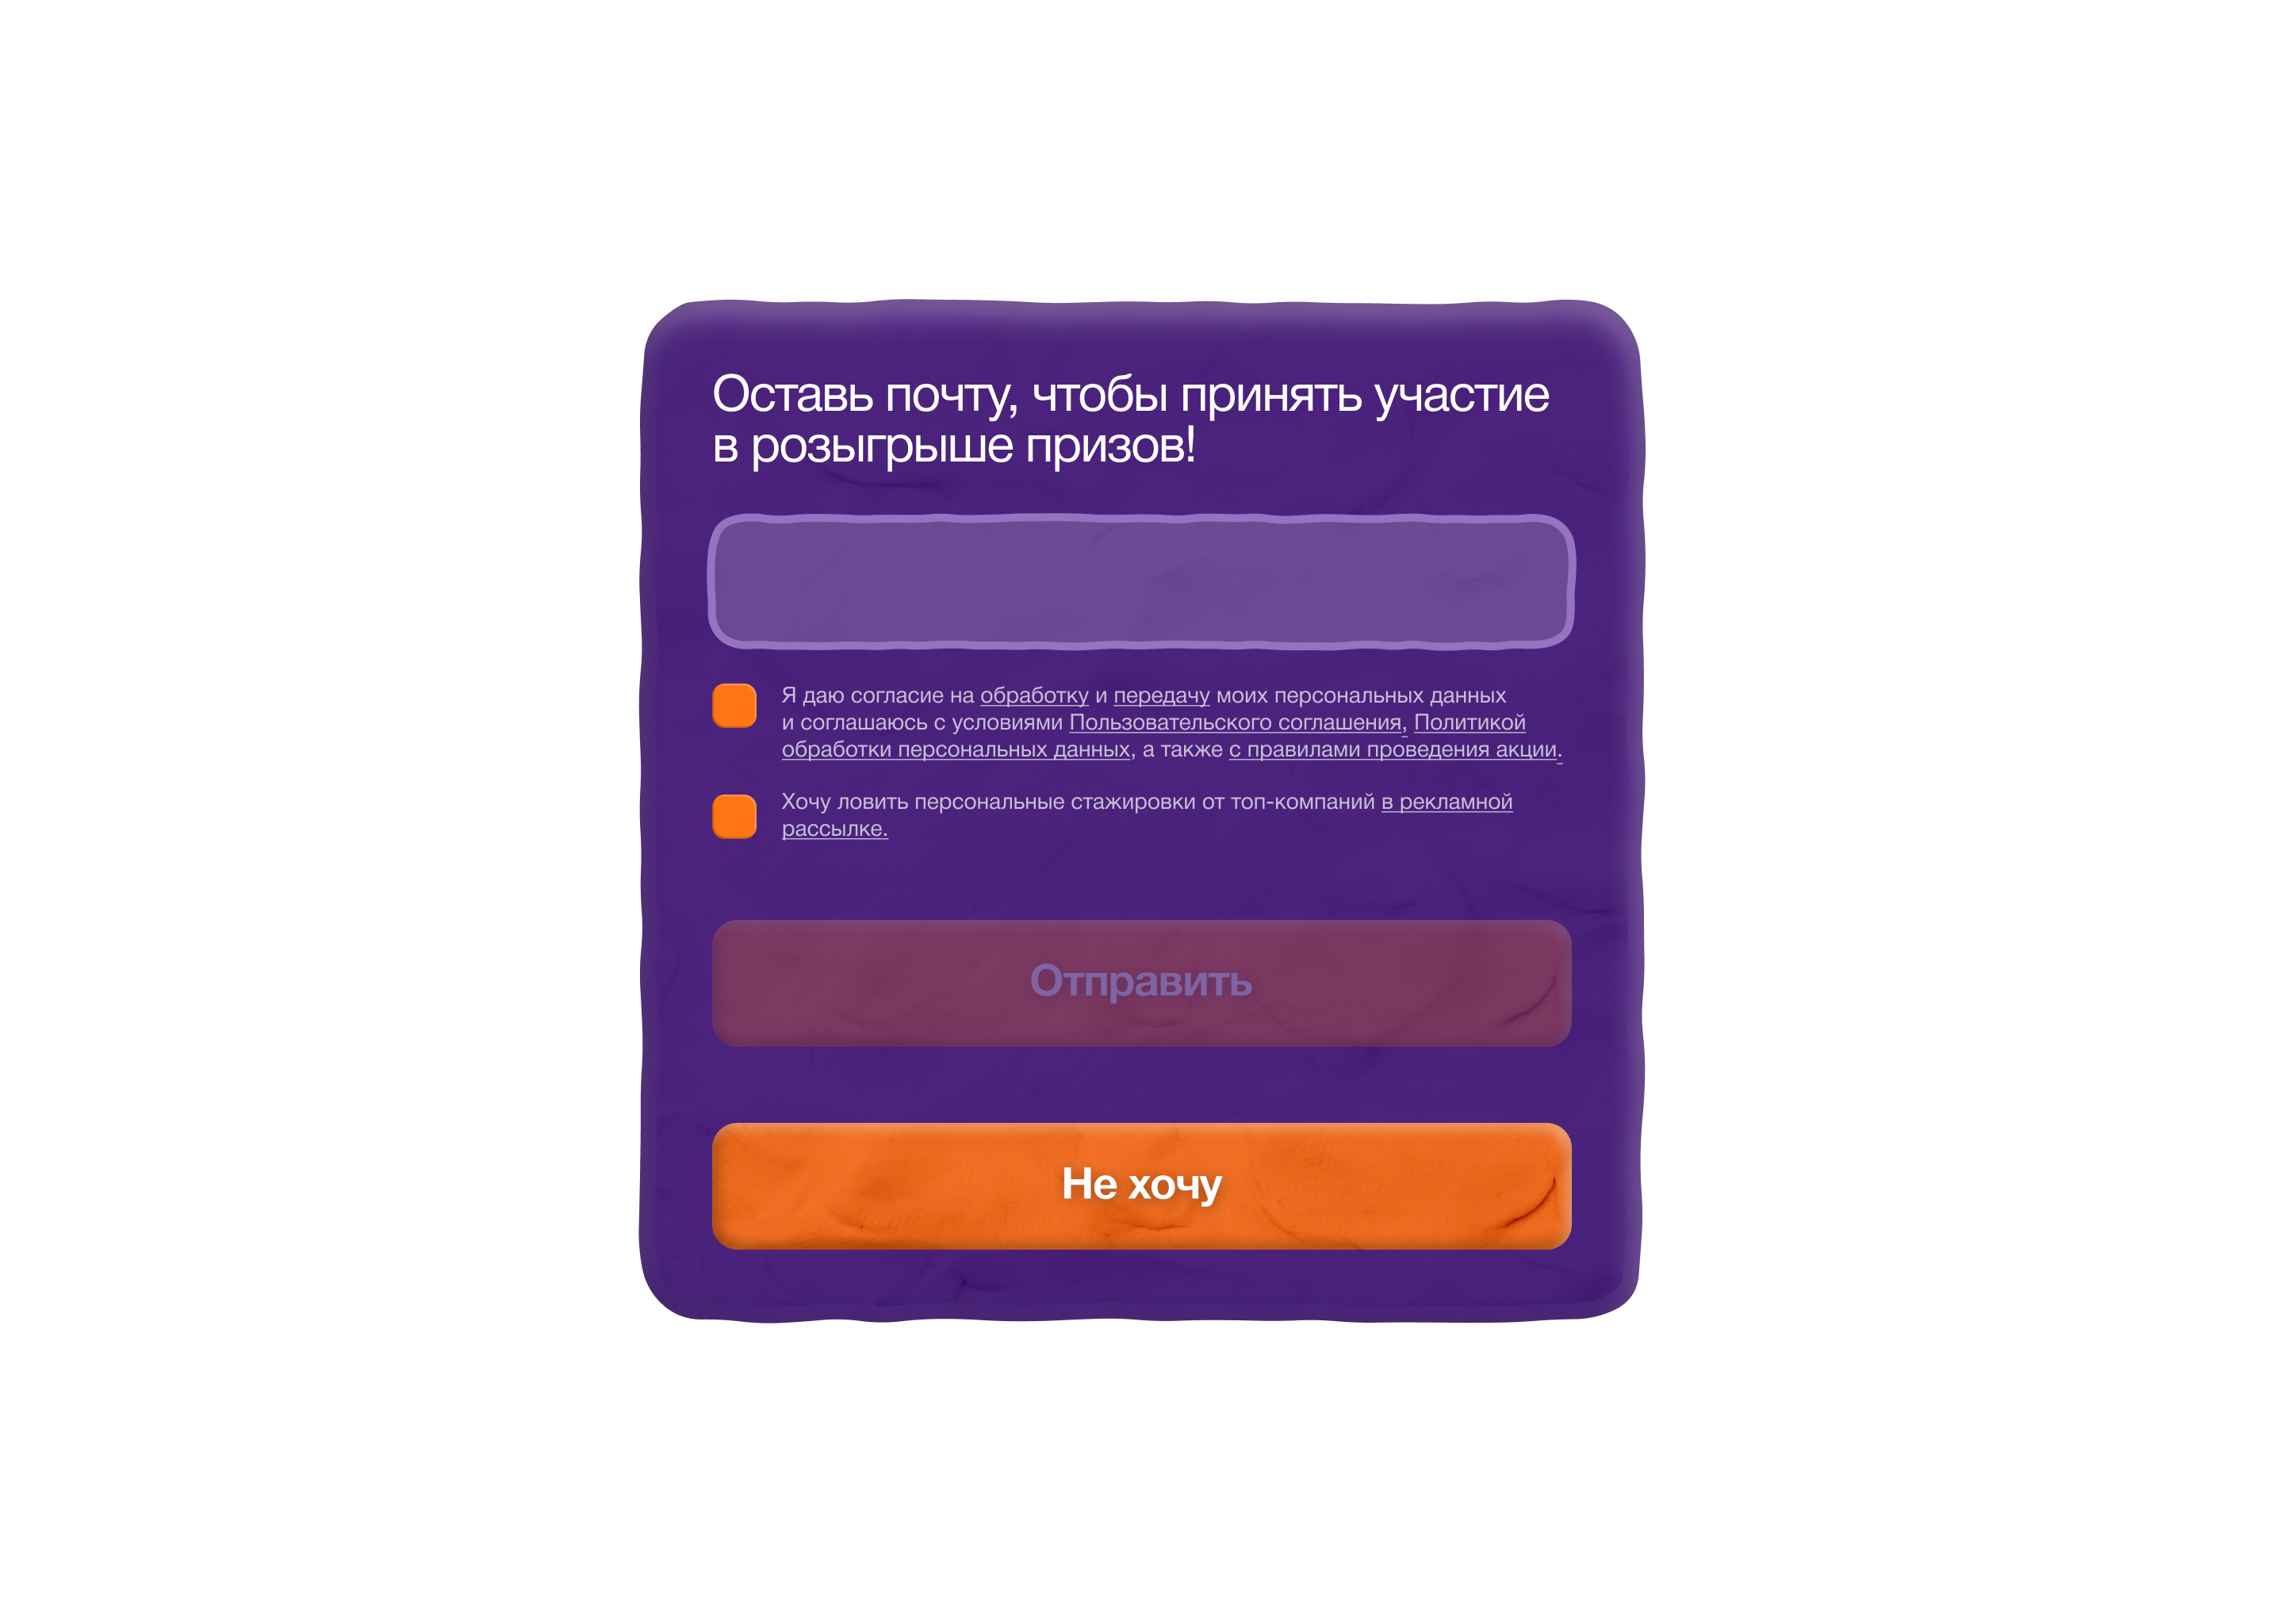 Оставь почту, чтобы принять участие
в розыгрыше призов!
Я даю согласие на обработку и передачу моих персональных данных
и соглашаюсь с условиями Пользовательского соглашения, Политикой
обработки персональных данных, а также с правилами проведения акции.
Хочу ловить персональные стажировки от топ-компаний в рекламной
рассылке.
Отправить
Не хочу